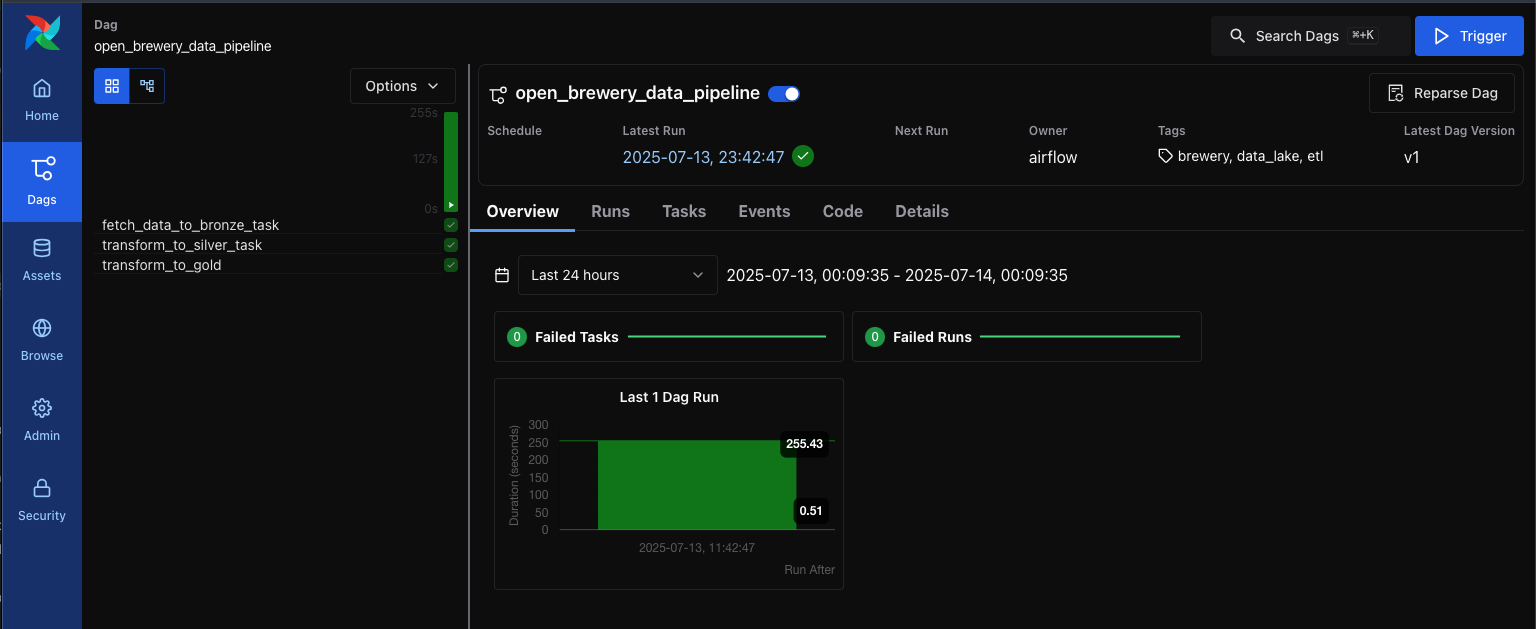 Dag
open_brewery_data_pipeline
Search Dags ⌘+K
Trigger
Home
Dags
Assets
Browse
Admin
Security
Options
255s
127s
0s
fetch_data_to_bronze_task
transform_to_silver_task
transform_to_gold
open_brewery_data_pipeline
Reparse Dag
Schedule Latest Run Next Run Owner Tags Latest Dag Version
2025-07-13, 23:42:47 airflow brewery, data_lake, etl v1
Overview Runs Tasks Events Code Details
Last 24 hours 2025-07-13, 00:09:35 - 2025-07-14, 00:09:35
0 Failed Tasks
0 Failed Runs
Last 1 Dag Run
Duration (seconds)
300
250
200
150
100
50
0
255.43
0.51
2025-07-13, 11:42:47
Run After